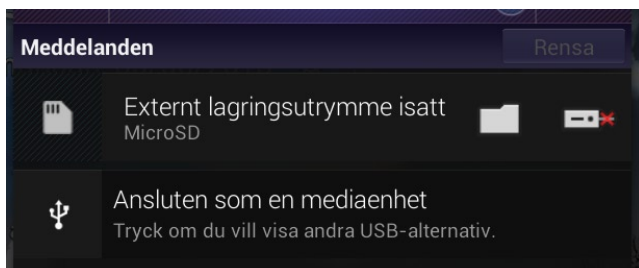 Meddelanden
Rensa
Externt lagringsutrymme isatt
MicroSD
Ansluten som en mediaenhet
Tryck om du vill visa andra USB-alternativ.